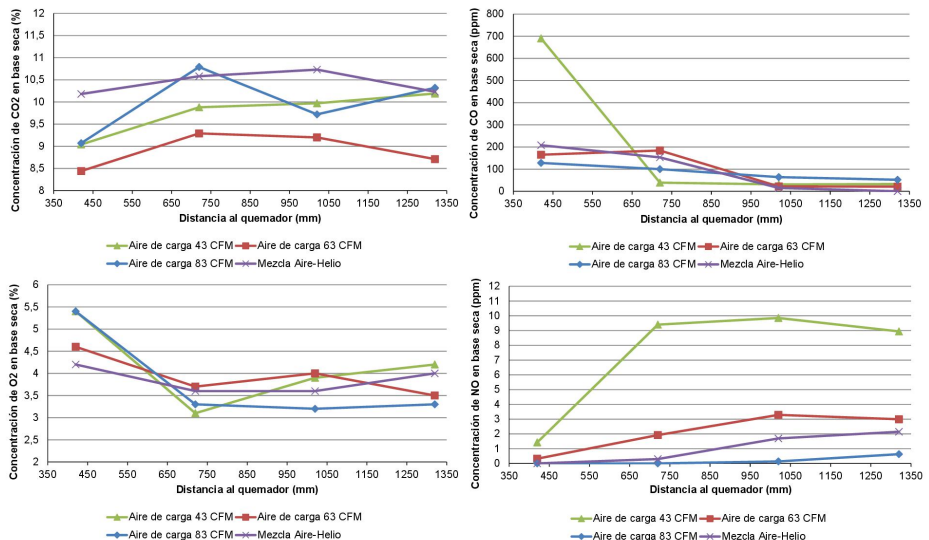 Concentración de CO2 en base seca (%)
12
11,5
11
10,5
10
9,5
9
8,5
8
350 450 550 650 750 850 950 1050 1150 1250 1350
Distancia al quemador (mm)
Aire de carga 43 CFM Aire de carga 63 CFM
Aire de carga 83 CFM Mezcla Aire-Helio
Concentración de CO en base seca (ppm)
800
700
600
500
400
300
200
100
0
350 450 550 650 750 850 950 1050 1150 1250 1350
Distancia al quemador (mm)
Aire de carga 43 CFM Aire de carga 63 CFM
Aire de carga 83 CFM Mezcla Aire-Helio
Concentración de O2 en base seca (%)
6
5,5
5
4,5
4
3,5
3
2,5
2
350 450 550 650 750 850 950 1050 1150 1250 1350
Distancia al quemador (mm)
Aire de carga 43 CFM Aire de carga 63 CFM
Aire de carga 83 CFM Mezcla Aire-Helio
Concentración de NO en base seca (ppm)
12
11
10
9
8
7
6
5
4
3
2
1
0
350 450 550 650 750 850 950 1050 1150 1250 1350
Distancia al quemador (mm)
Aire de carga 43 CFM Aire de carga 63 CFM
Aire de carga 83 CFM Mezcla Aire-Helio